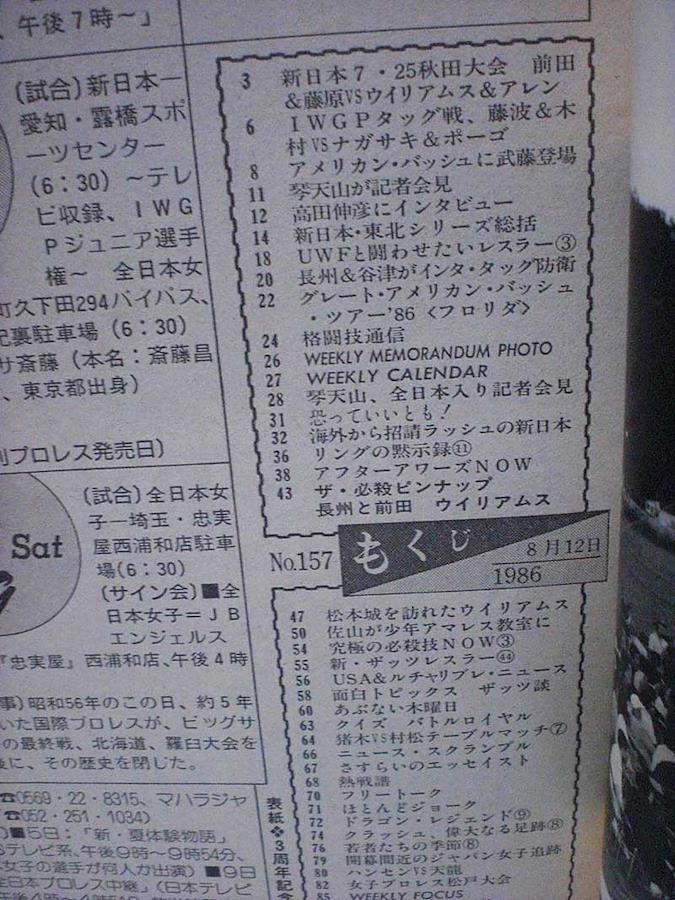 午後7時〜」
(試合)新日本ー
愛知・露橋スポ
ーツセンター
(6:30)〜テレ
ビ収録、IWG
Pジュニア選手
権〜 全日本女
町久下田294バイパス、
裏駐車場(6:30)
サ斎藤(本名:斎藤昌
、東京都出身)
プロレス発売日)
Sat
(試合)全日本女
子ー埼玉・忠実
屋西浦和店駐車
場(6:30)
(サイン会)■全
日本女子=JB
エンジェルス
『忠実屋』西浦和店、午後4時
事)昭和56年のこの日、約5年
いた国際プロレスが、ビッグサ
の最終戦、北海道、羅臼大会を
後に、その歴史を閉じた。
☎0569・22・8315、マハラジャ
☎052・251・1034)
■5日:「新・夏体験物語」
Sテレビ系、午後9時〜9時54分、
女子の選手が何人か出演)■9日
全日本プロレス中継」(日本テレビ
3 新日本7・25秋田大会 前田
&藤原VSウイリアムス&アレン
6 IWGPタッグ戦、藤波&木
村VSナガサキ&ポーゴ
8 アメリカン・バッシュに武藤登場
11 琴天山が記者会見
12 高田伸彦にインタビュー
14 新日本・東北シリーズ総括
18 UWFと闘わせたいレスラー③
20 長州&谷津がインタ・タッグ防衛
22 グレート・アメリカン・バッシュ
・ツアー'86〈フロリダ〉
24 格闘技通信
26 WEEKLY MEMORANDUM PHOTO
27 WEEKLY CALENDAR
28 琴天山、全日本入り記者会見
31 恐っていいとも!
32 海外から招請ラッシュの新日本
36 リングの黙示録⑪
38 アフターアワーズNOW
43 ザ・必殺ピンナップ
長州と前田 ウイリアムス
No.157 もくじ 8月12日
1986
47 松本城を訪れたウイリアムス
50 佐山が少年アマレス教室に
54 究極の必殺技NOW③
55 新・ザッツレスラー㊹
56 USA&ルチャリブレ・ニュース
58 面白トピックス ザッツ談
60 あぶない木曜日
63 クイズ バトルロイヤル
64 猪木VS村松テーブルマッチ⑦
66 ニュース・スクランブル
67 さすらいのエッセイスト
68 熱戦譜
70 フリートーク
71 ほとんどジョーク
72 ドラゴン・レジェンド⑨
74 クラッシュ、偉大なる足跡⑧
76 若者たちの季節⑧
79 開幕間近のジャパン女子追跡
80 ハンセンVS天龍
82 女子プロレス松戸大会
85 WEEKLY FOCUS
表紙❖3周年記念